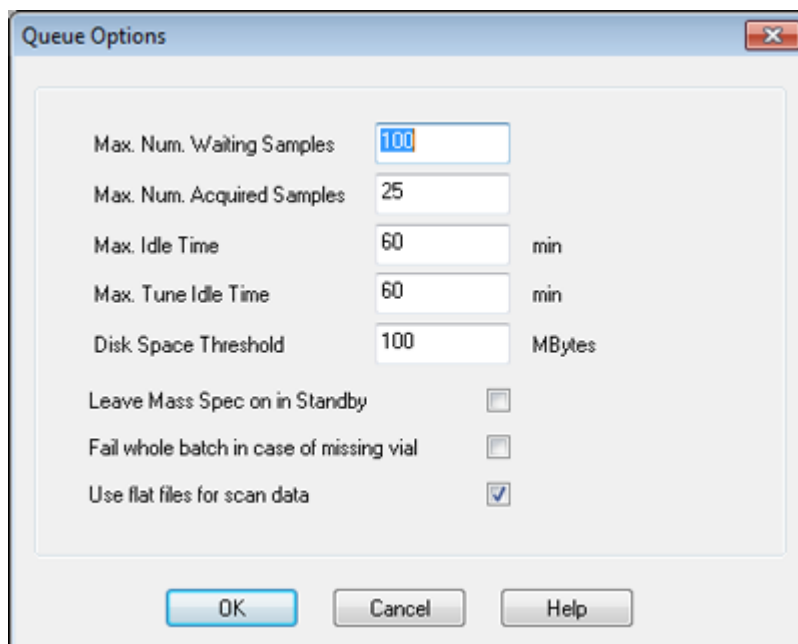 Queue Options
Max. Num. Waiting Samples 100
Max. Num. Acquired Samples 25
Max. Idle Time 60 min
Max. Tune Idle Time 60 min
Disk Space Threshold 100 MBytes
Leave Mass Spec on in Standby
Fail whole batch in case of missing vial
Use flat files for scan data
OK Cancel Help